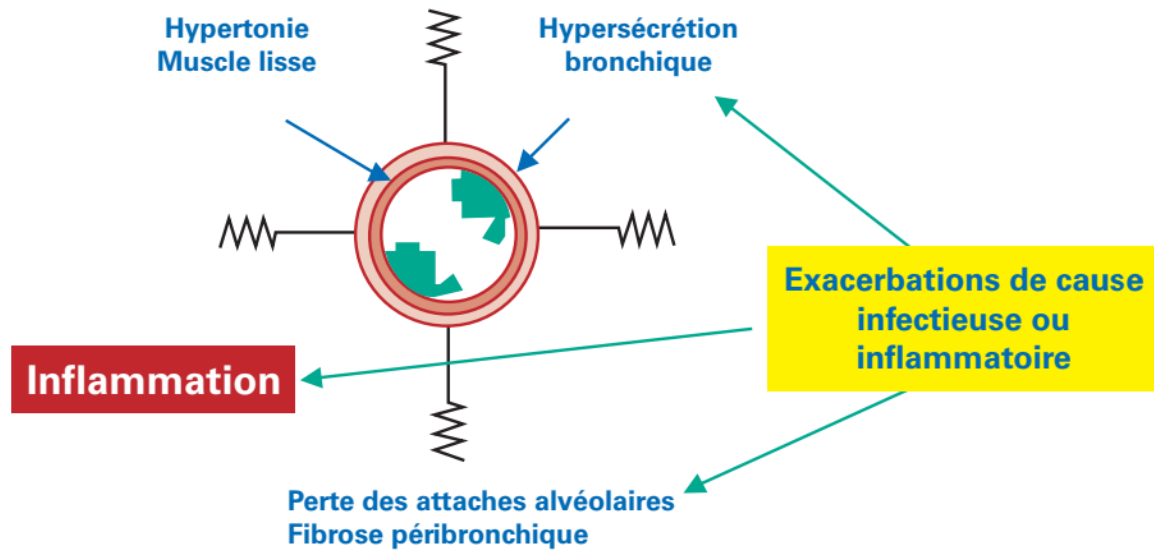 Hypertonie
Muscle lisse
Hypersécrétion
bronchique
Exacerbations de cause
infectieuse ou
inflammatoire
Inflammation
Perte des attaches alvéolaires
Fibrose péribronchique